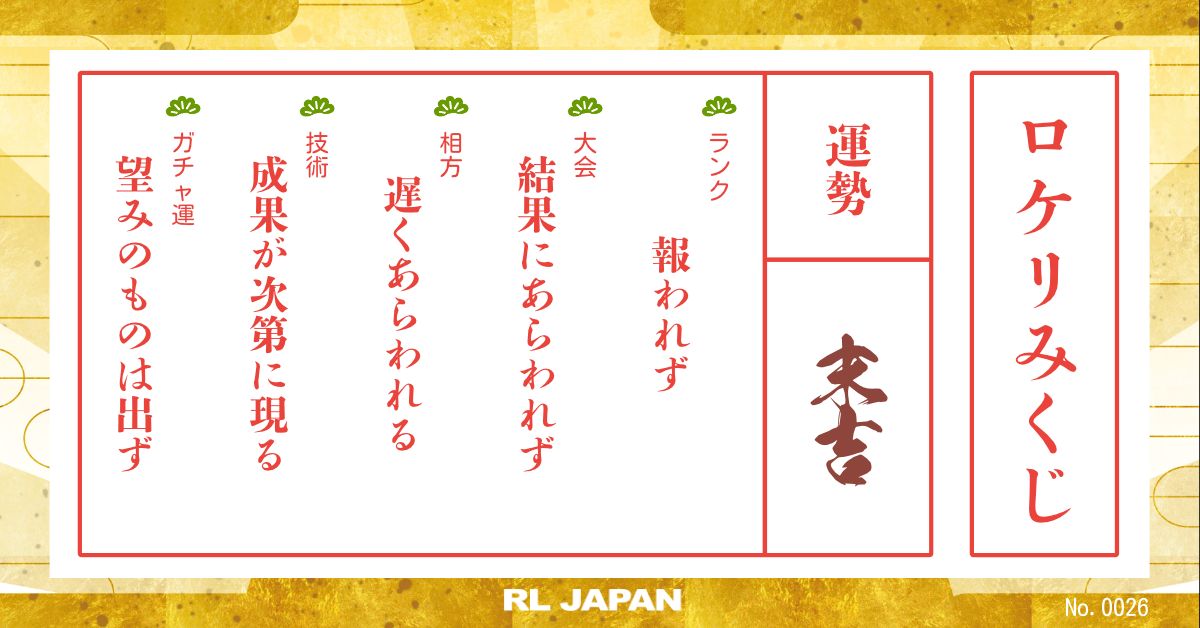 ロケリみくじ
運勢
末吉
ランク
報われず
大会
結果にあらわれず
相方
遅くあらわれる
技術
成果が次第に現る
ガチャ運
望みのものは出ず
RL JAPAN
No. 0026